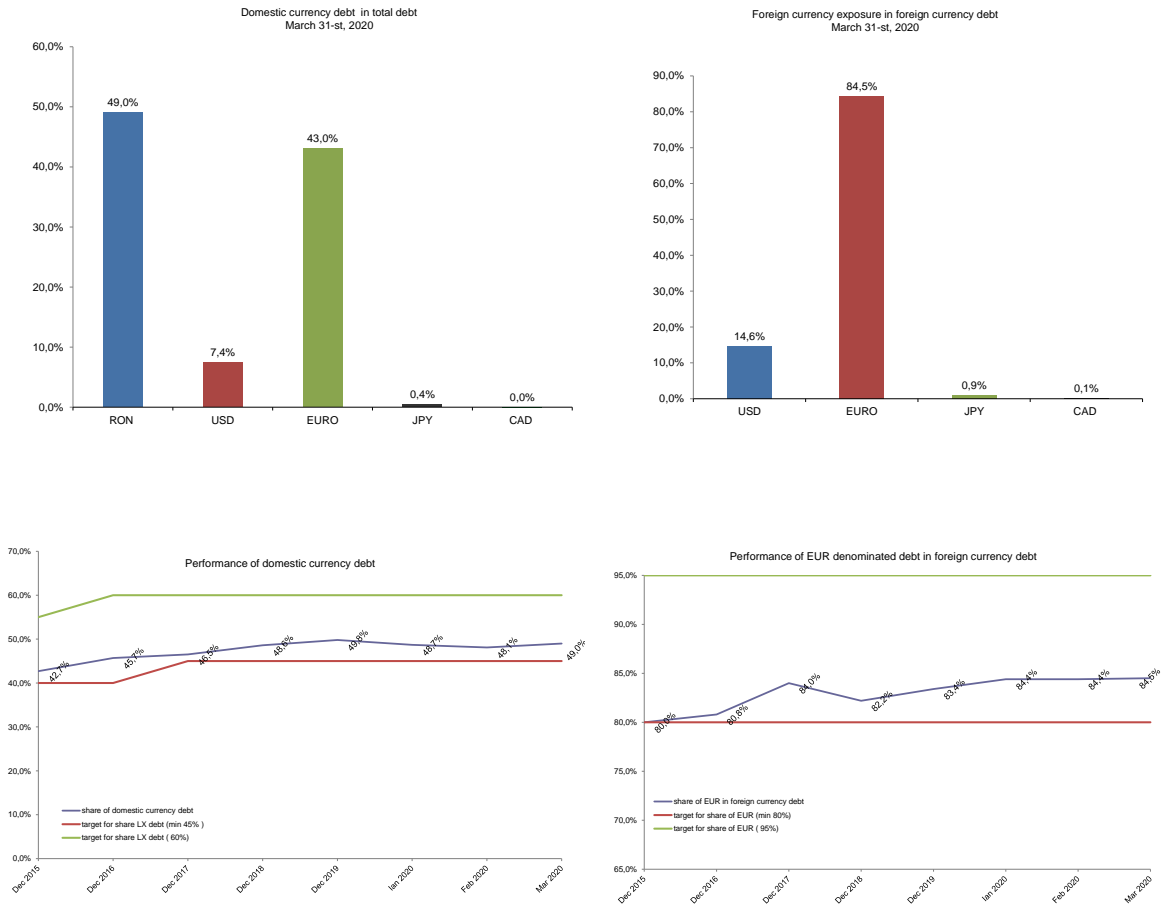 Domestic currency debt in total debt
March 31-st, 2020
60,0%
50,0%
40,0%
30,0%
20,0%
10,0%
0,0%
49,0%
7,4%
43,0%
0,4%
0,0%
RON
USD
EURO
JPY
CAD
Foreign currency exposure in foreign currency debt
March 31-st, 2020
90,0%
80,0%
70,0%
60,0%
50,0%
40,0%
30,0%
20,0%
10,0%
0,0%
14,6%
84,5%
0,9%
0,1%
USD
EURO
JPY
CAD
Performance of domestic currency debt
70,0%
60,0%
50,0%
40,0%
30,0%
20,0%
10,0%
0,0%
42,7%
45,7%
46,5%
48,6%
49,8%
48,7%
48,1%
49,0%
share of domestic currency debt
target for share LX debt (min 45% )
target for share LX debt ( 60%)
Dec 2015
Dec 2016
Dec 2017
Dec 2018
Dec 2019
Ian 2020
Feb 2020
Mar 2020
Performance of EUR denominated debt in foreign currency debt
95,0%
90,0%
85,0%
80,0%
75,0%
70,0%
65,0%
80,0%
80,8%
84,0%
82,2%
83,4%
84,4%
84,4%
84,5%
share of EUR in foreign currency debt
target for share of EUR (min 80%)
target for share of EUR ( 95%)
Dec 2015
Dec 2016
Dec 2017
Dec 2018
Dec 2019
Ian 2020
Feb 2020
Mar 2020